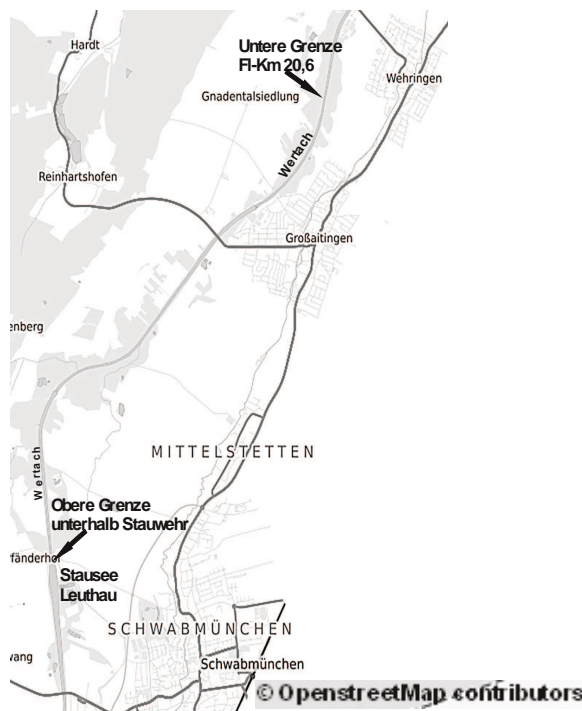 Hardt
Untere Grenze
Fl-Km 20,6
Wehringen
Gnadentalsiedlung
Wertach
Reinhartshofen
Großaitingen
enberg
MITTELSTETTEN
Wertach
Obere Grenze
unterhalb Stauwehr
fänderhof
Stausee
Leuthau
SCHWABMÜNCHEN
wang
Schwabmünchen
© OpenstreetMap contributors